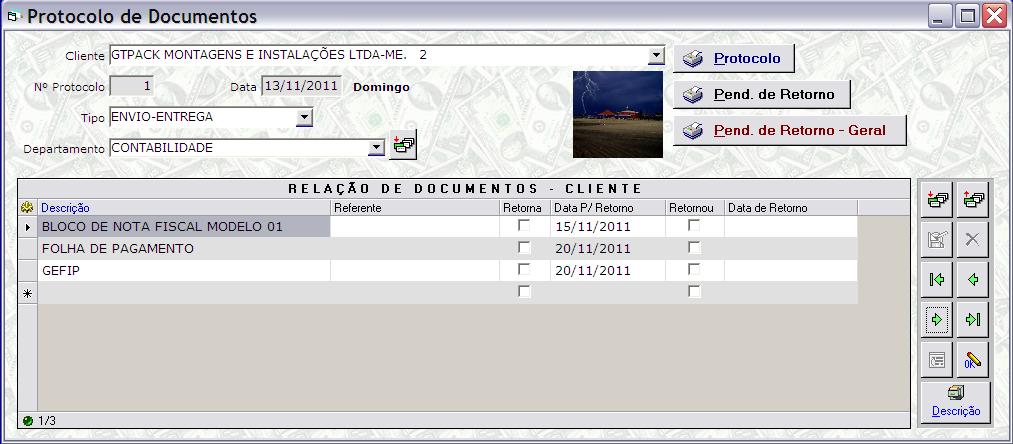 Protocolo de Documentos
Cliente GTPACK MONTAGENS E INSTALAÇÕES LTDA-ME. 2
Protocolo
Nº Protocolo 1 Data 13/11/2011 Domingo
Pend. de Retorno
Tipo ENVIO-ENTREGA
Pend. de Retorno - Geral
Departamento CONTABILIDADE
RELAÇÃO DE DOCUMENTOS - CLIENTE
Descrição Referente Retorna Data P/ Retorno Retornou Data de Retorno
BLOCO DE NOTA FISCAL MODELO 01 15/11/2011
FOLHA DE PAGAMENTO 20/11/2011
GEFIP 20/11/2011
OK
Descrição
1/3